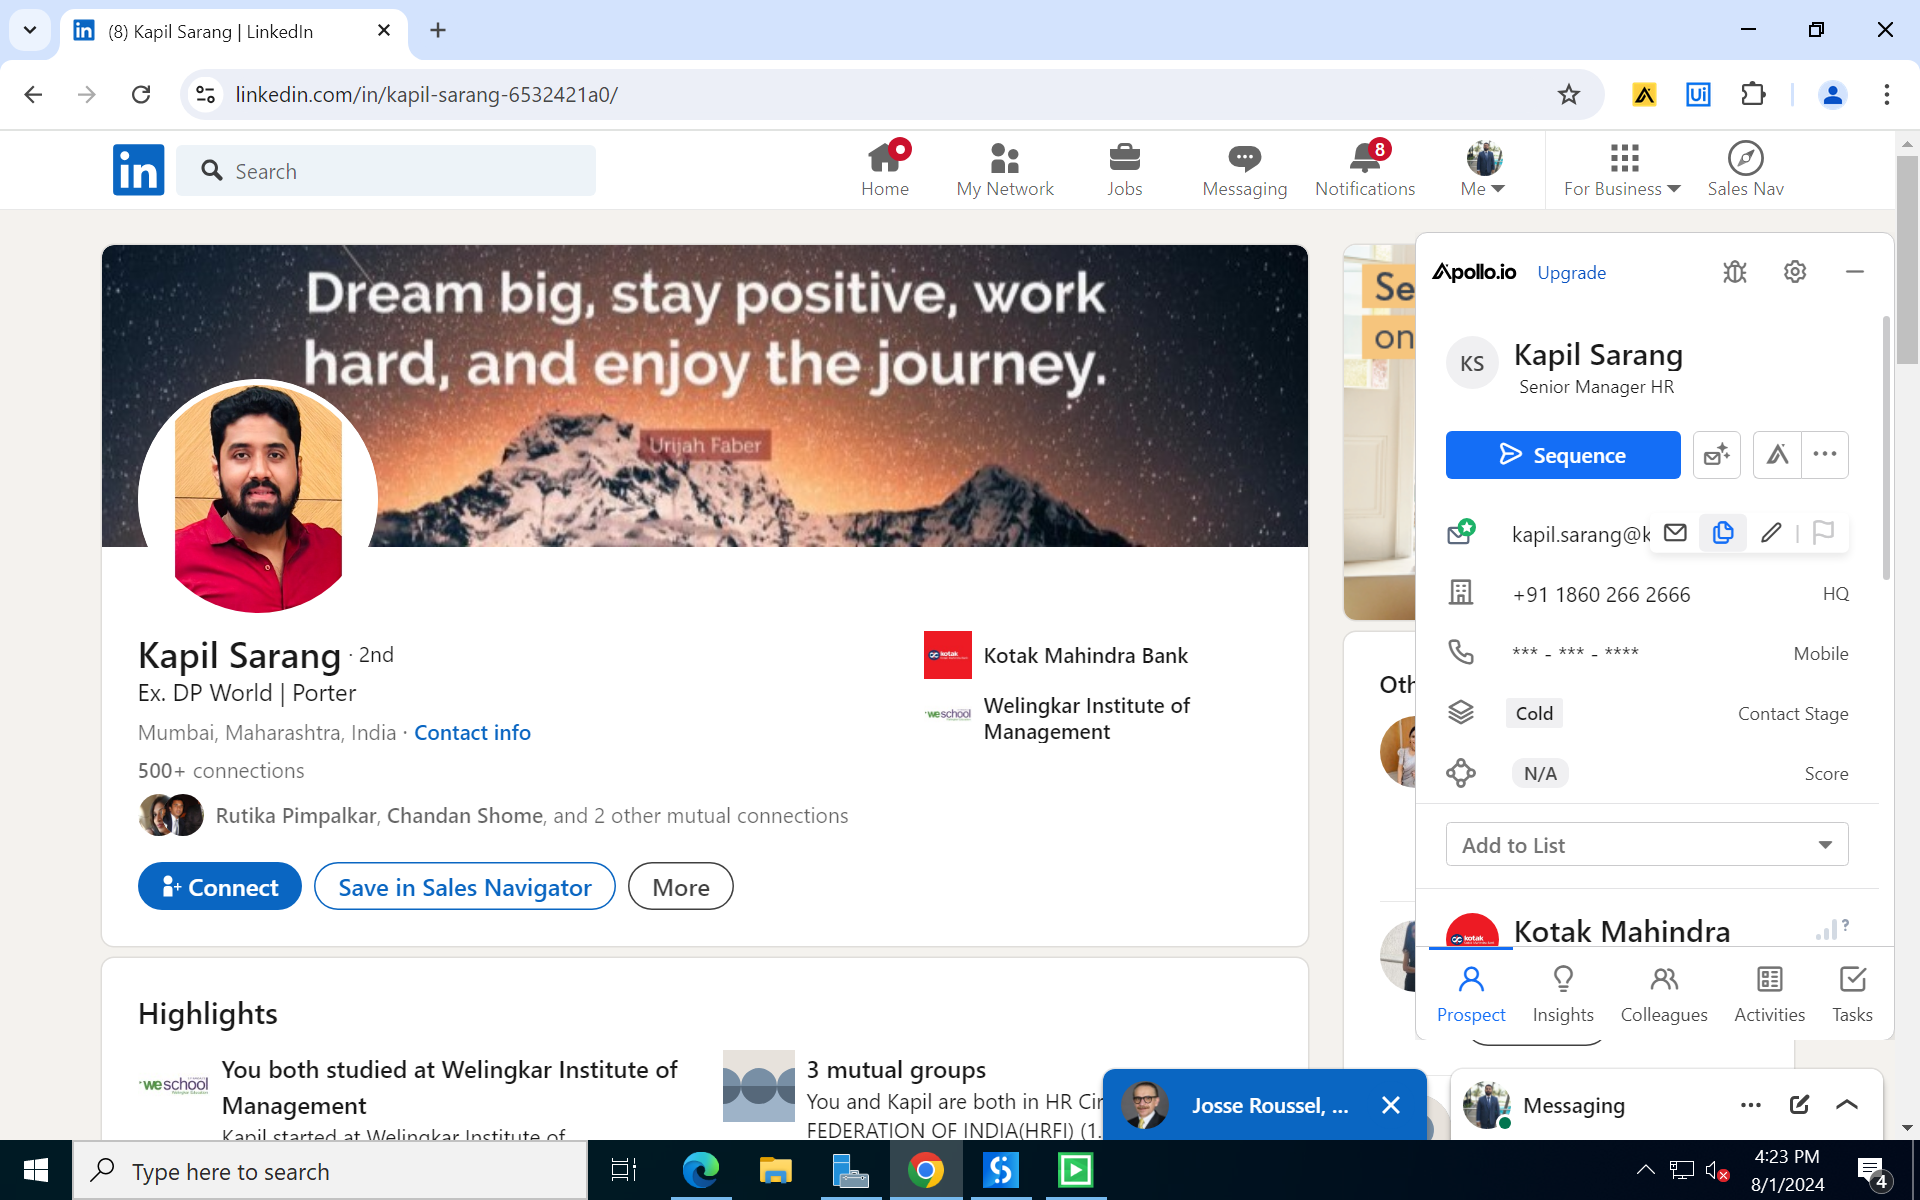 (8) Kapil Sarang | LinkedIn
linkedin.com/in/kapil-sarang-6532421a0/
Ui
in
Search
Home
My Network
Jobs
Messaging
8
Notifications
Me
For Business
Sales Nav
Dream big, stay positive, work
hard, and enjoy the journey.
Urijah Faber
Kapil Sarang · 2nd
Ex. DP World | Porter
Mumbai, Maharashtra, India · Contact info
500+ connections
Rutika Pimpalkar, Chandan Shome, and 2 other mutual connections
Connect
Save in Sales Navigator
More
kotak
Kotak Mahindra Bank
weschool
Welingkar Institute of
Management
Highlights
weschool
You both studied at Welingkar Institute of
Management
Kapil started at Welingkar Institute of
3 mutual groups
You and Kapil are both in HR Cir
FEDERATION OF INDIA(HRFI) (1.
Se
on
Oth
Apollo.io
Upgrade
KS
Kapil Sarang
Senior Manager HR
Sequence
kapil.sarang@k
+91 1860 266 2666
HQ
*** - *** - ****
Mobile
Cold
Contact Stage
N/A
Score
Add to List
kotak
Kotak Mahindra
?
Prospect
Insights
Colleagues
Activities
Tasks
Josse Roussel, ...
Messaging
Type here to search
4:23 PM
8/1/2024
4